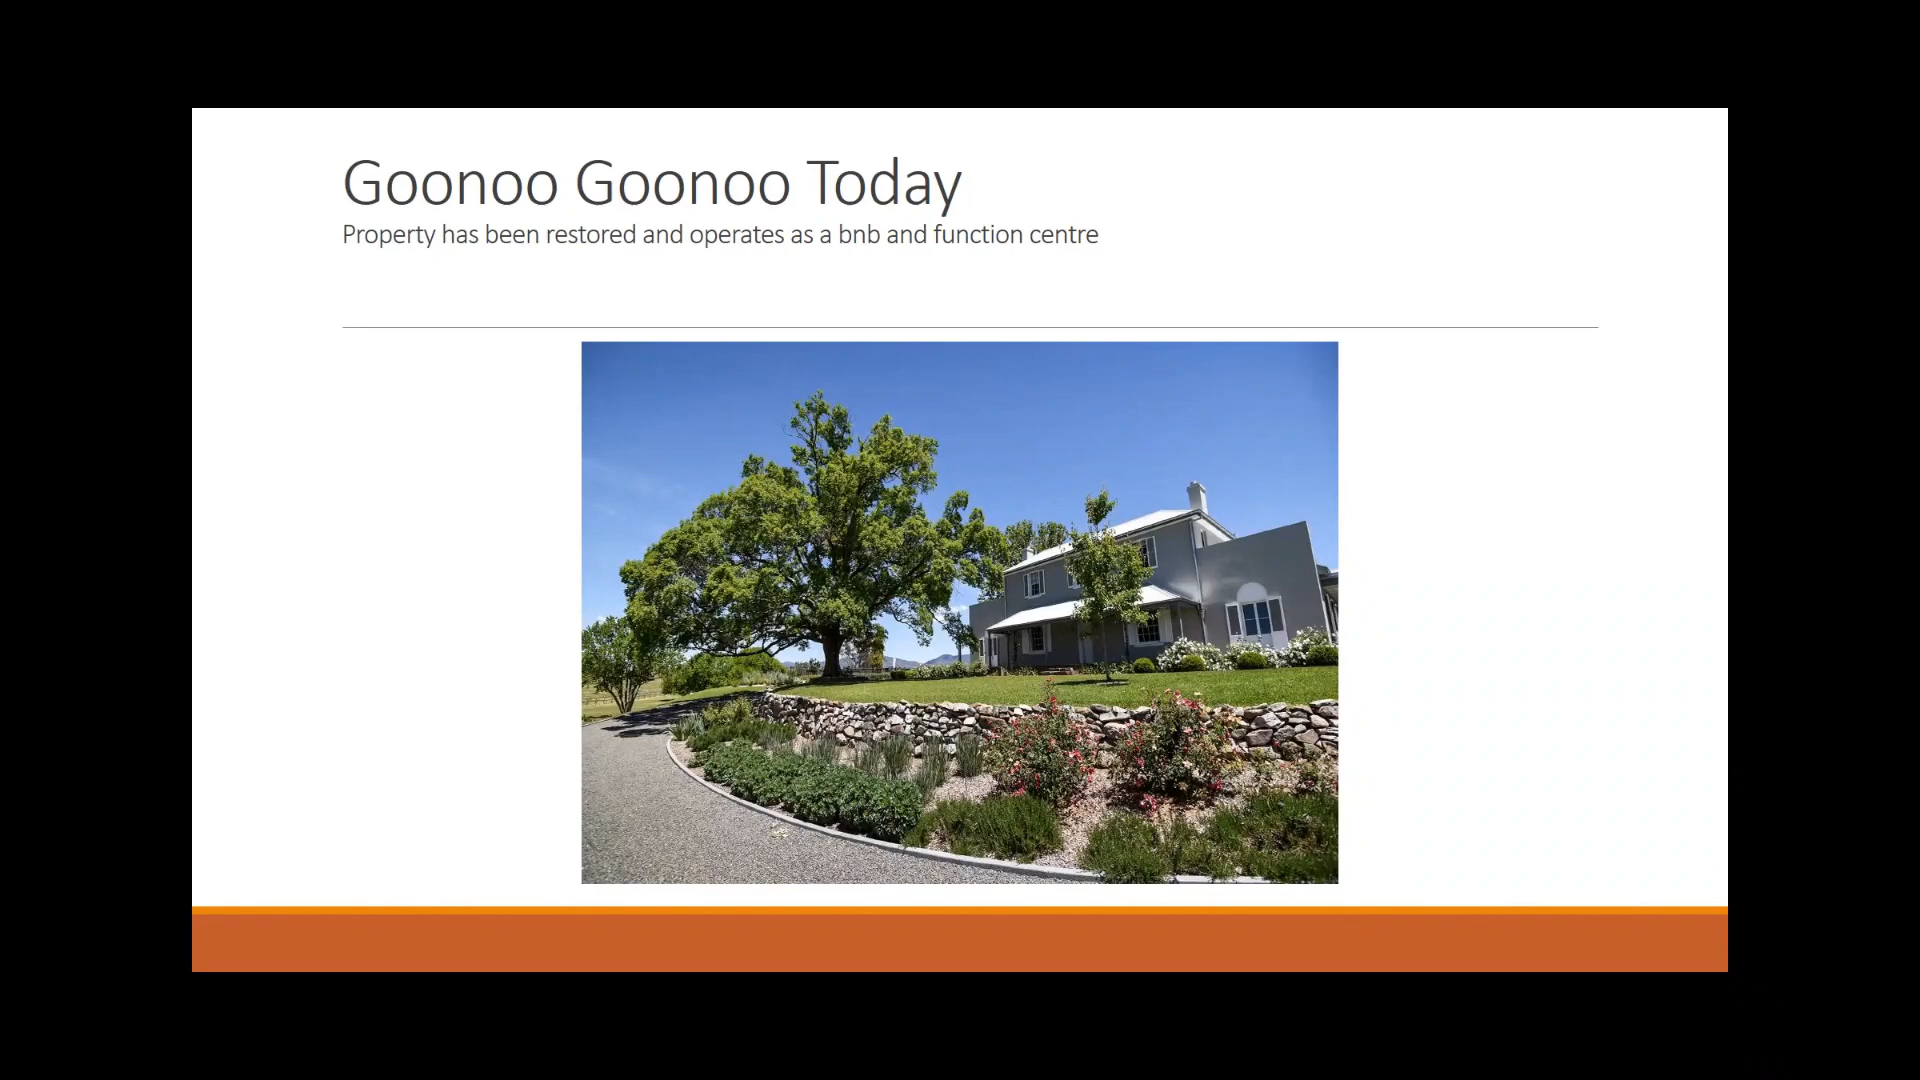 Goonoo Goonoo Today
Property has been restored and operates as a bnb and function centre